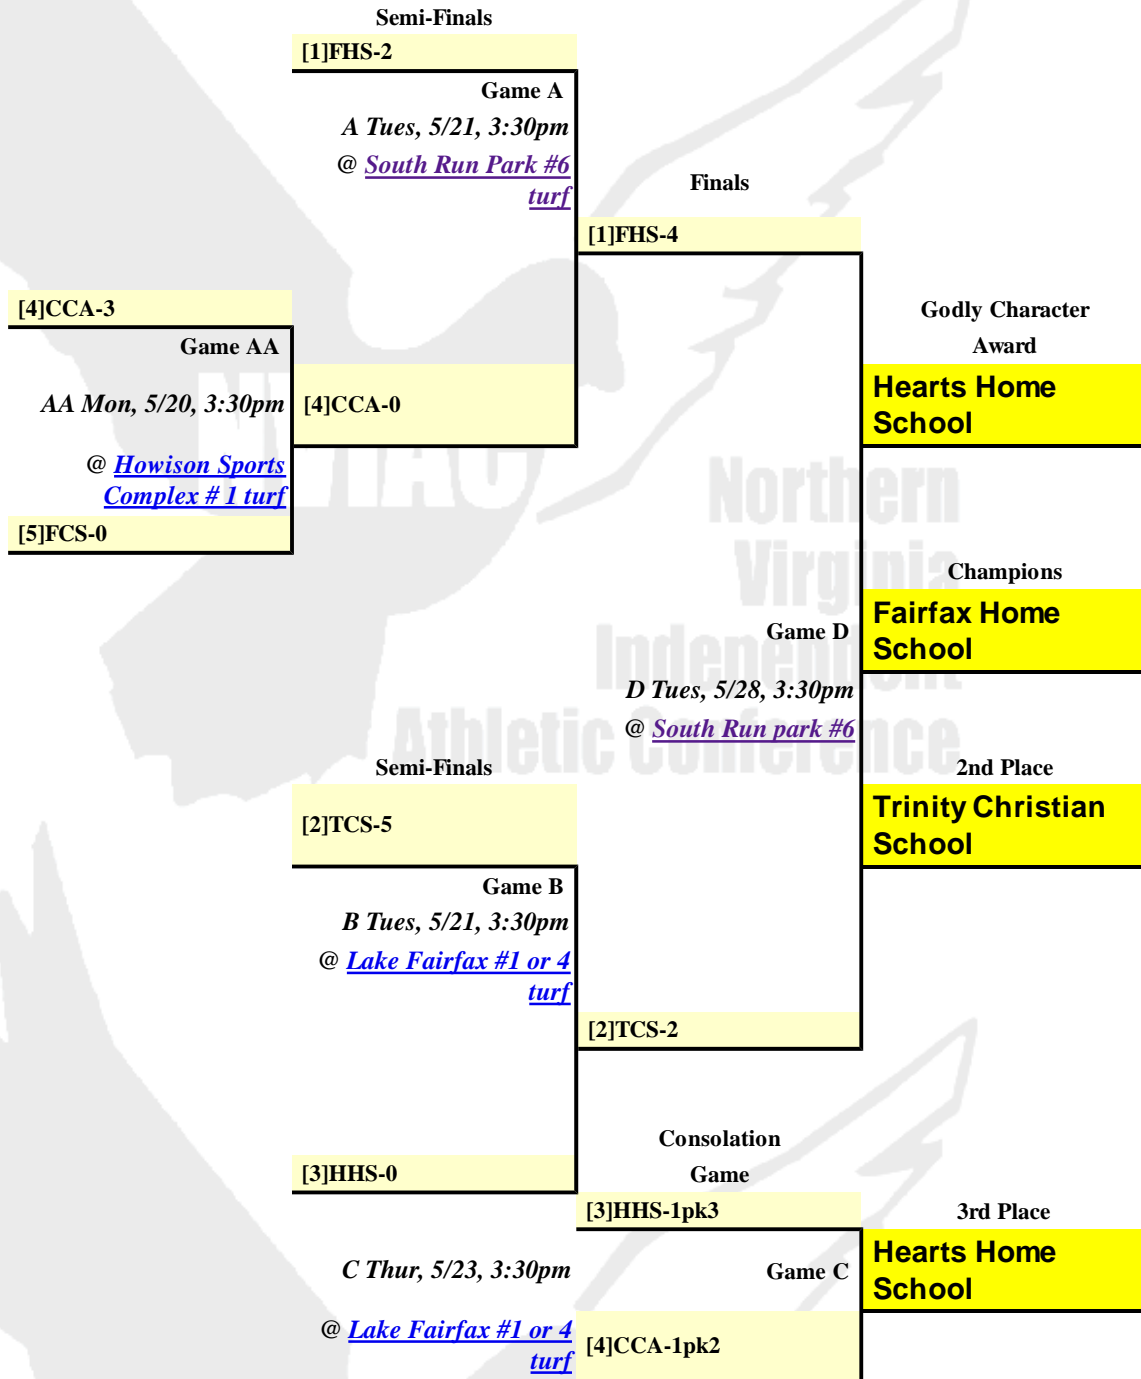 Semi-Finals
[1]FHS-2
Game A
A Tues, 5/21, 3:30pm
@ South Run Park #6
turf
Finals
[1]FHS-4
[4]CCA-3
Game AA
AA Mon, 5/20, 3:30pm
@ Howison Sports
Complex # 1 turf
[5]FCS-0
[4]CCA-0
Godly Character
Award
Hearts Home
School
Northern
Virginia
Independent
Athletic Conference
Champions
Fairfax Home
School
Game D
D Tues, 5/28, 3:30pm
@ South Run park #6
2nd Place
Trinity Christian
School
Semi-Finals
[2]TCS-5
Game B
B Tues, 5/21, 3:30pm
@ Lake Fairfax #1 or 4
turf
[2]TCS-2
[3]HHS-0
Consolation
Game
[3]HHS-1pk3
3rd Place
Hearts Home
School
C Thur, 5/23, 3:30pm
Game C
@ Lake Fairfax #1 or 4
turf
[4]CCA-1pk2